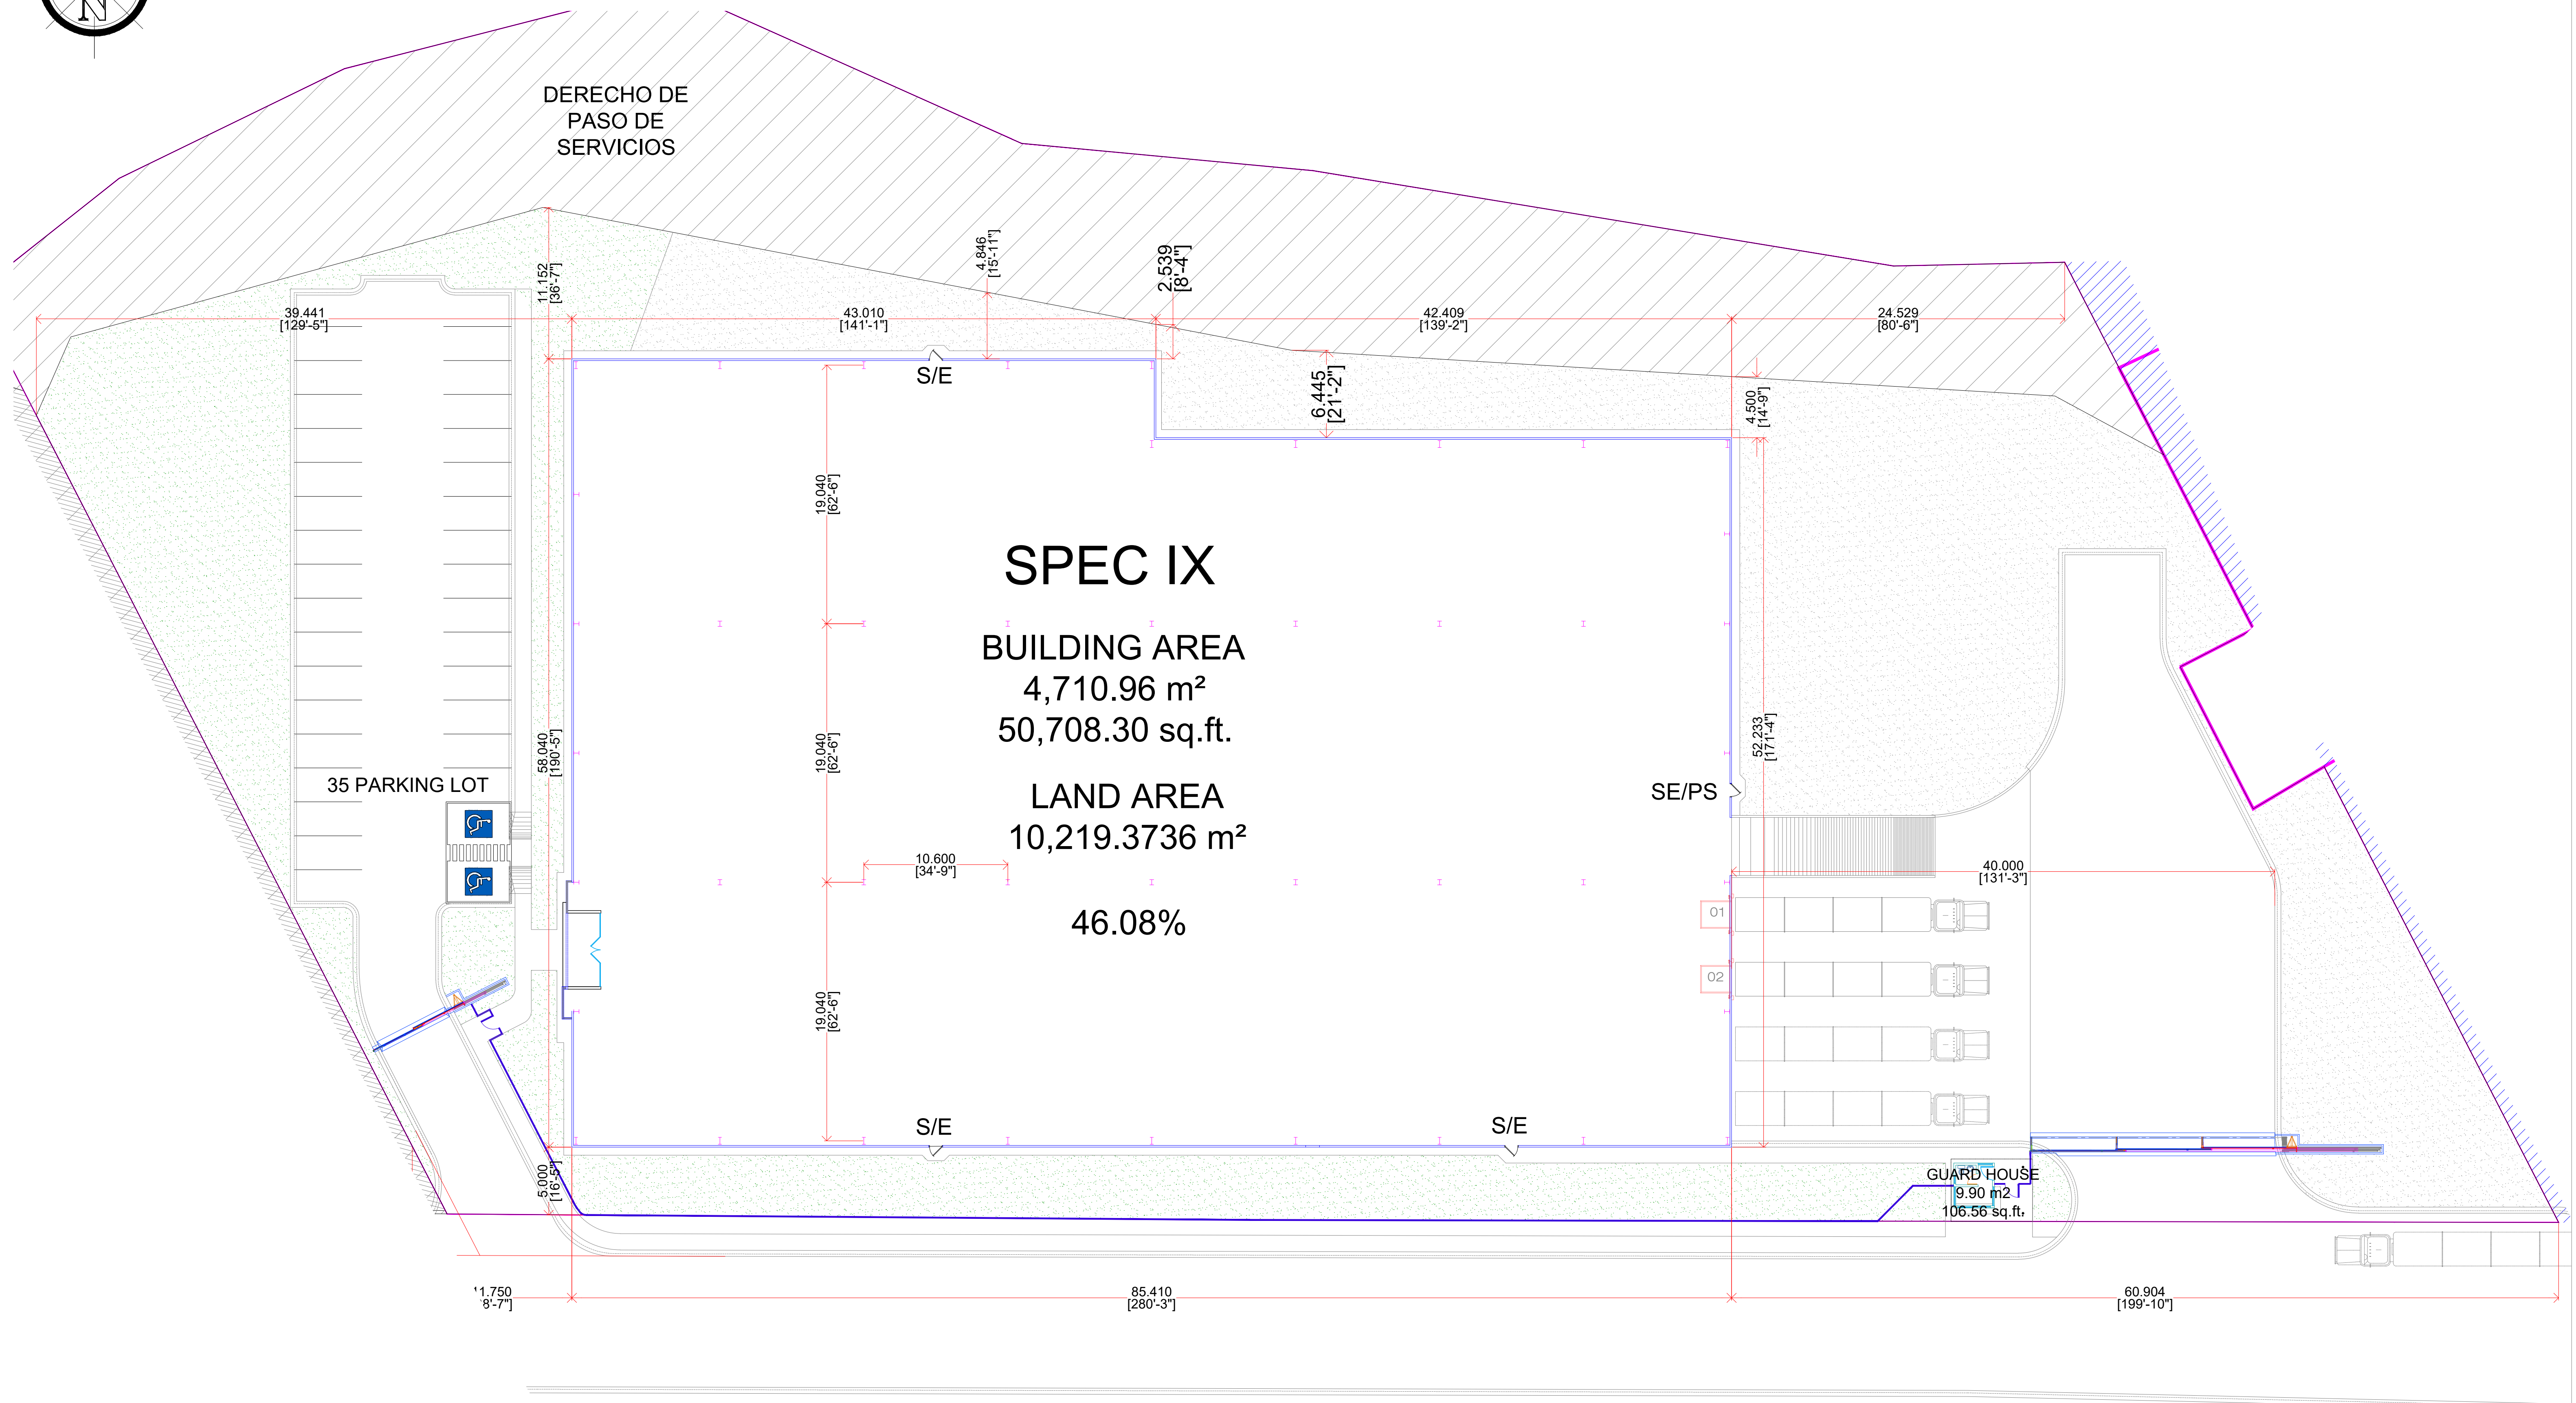 N
DERECHO DE
PASO DE
SERVICIOS
11.152
[36'-7"]
4.846
[15'-11"]
2.539
[8'-4"]
39.441
[129'-5"]
43.010
[141'-1"]
42.409
[139'-2"]
24.529
[80'-6"]
S/E
6.445
[21'-2"]
4.500
[14'-9"]
19.040
[62'-6"]
SPEC IX
BUILDING AREA
4,710.96 m²
50,708.30 sq.ft.
58.040
[190'-5"]
19.040
[62'-6"]
52.233
[171'-4"]
35 PARKING LOT
LAND AREA
10,219.3736 m²
SE/PS
10.600
[34'-9"]
40.000
[131'-3"]
46.08%
01
02
19.040
[62'-6"]
S/E
S/E
5.000
[16'-5"]
GUARD HOUSE
9.90 m2
106.56 sq.ft.
1.750
8'-7"]
85.410
[280'-3"]
60.904
[199'-10"]